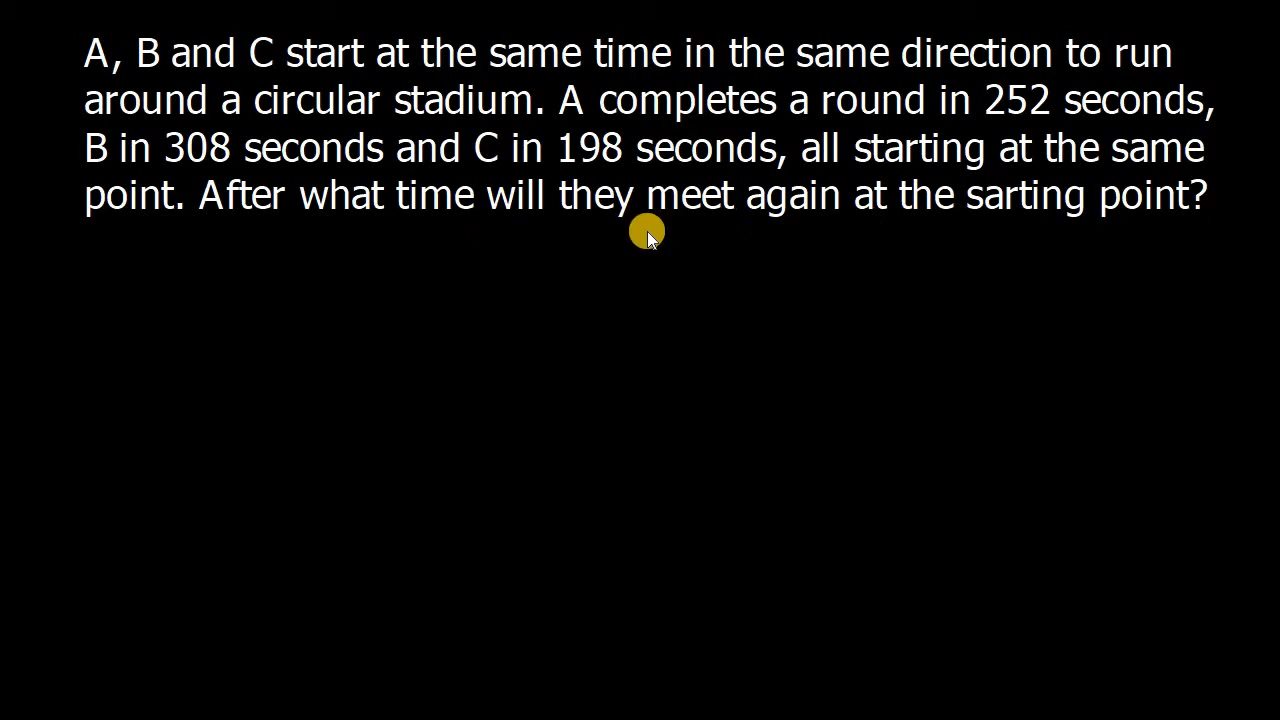 A, B and C start at the same time in the same direction to run
around a circular stadium. A completes a round in 252 seconds,
B in 308 seconds and C in 198 seconds, all starting at the same
point. After what time will they meet again at the sarting point?